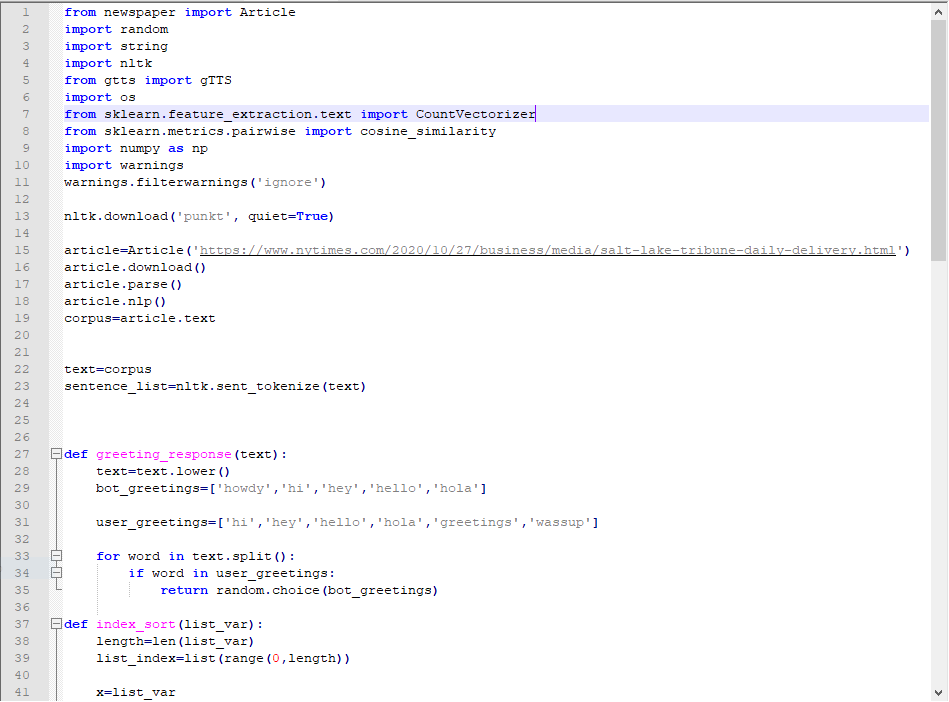 1 from newspaper import Article
2 import random
3 import string
4 import nltk
5 from gtts import gTTS
6 import os
7 from sklearn.feature_extraction.text import CountVectorizer
8 from sklearn.metrics.pairwise import cosine_similarity
9 import numpy as np
10 import warnings
11 warnings.filterwarnings('ignore')
12
13 nltk.download('punkt', quiet=True)
14
15 article=Article('https://www.nytimes.com/2020/10/27/business/media/salt-lake-tribune-daily-delivery.html')
16 article.download()
17 article.parse()
18 article.nlp()
19 corpus=article.text
20
21
22 text=corpus
23 sentence_list=nltk.sent_tokenize(text)
24
25
26
27 def greeting_response(text):
28     text=text.lower()
29     bot_greetings=['howdy','hi','hey','hello','hola']
30
31     user_greetings=['hi','hey','hello','hola','greetings','wassup']
32
33     for word in text.split():
34         if word in user_greetings:
35             return random.choice(bot_greetings)
36
37 def index_sort(list_var):
38     length=len(list_var)
39     list_index=list(range(0,length))
40
41     x=list_var